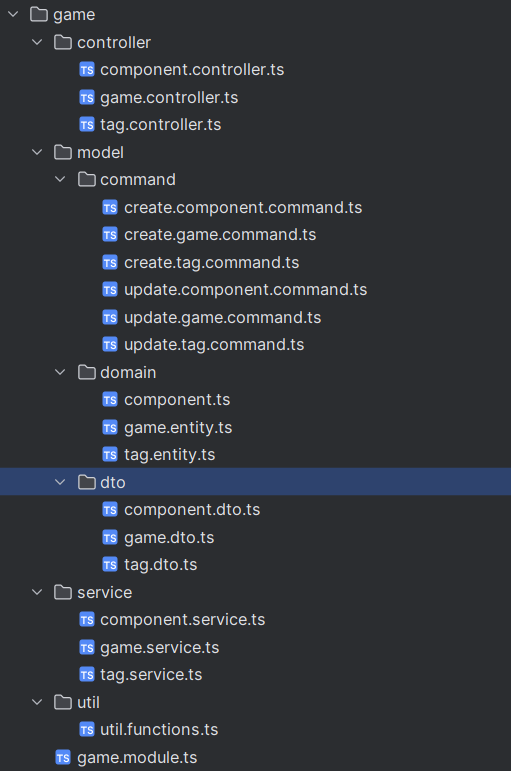 game
controller
TS component.controller.ts
TS game.controller.ts
TS tag.controller.ts
model
command
TS create.component.command.ts
TS create.game.command.ts
TS create.tag.command.ts
TS update.component.command.ts
TS update.game.command.ts
TS update.tag.command.ts
domain
TS component.ts
TS game.entity.ts
TS tag.entity.ts
dto
TS component.dto.ts
TS game.dto.ts
TS tag.dto.ts
service
TS component.service.ts
TS game.service.ts
TS tag.service.ts
util
TS util.functions.ts
TS game.module.ts